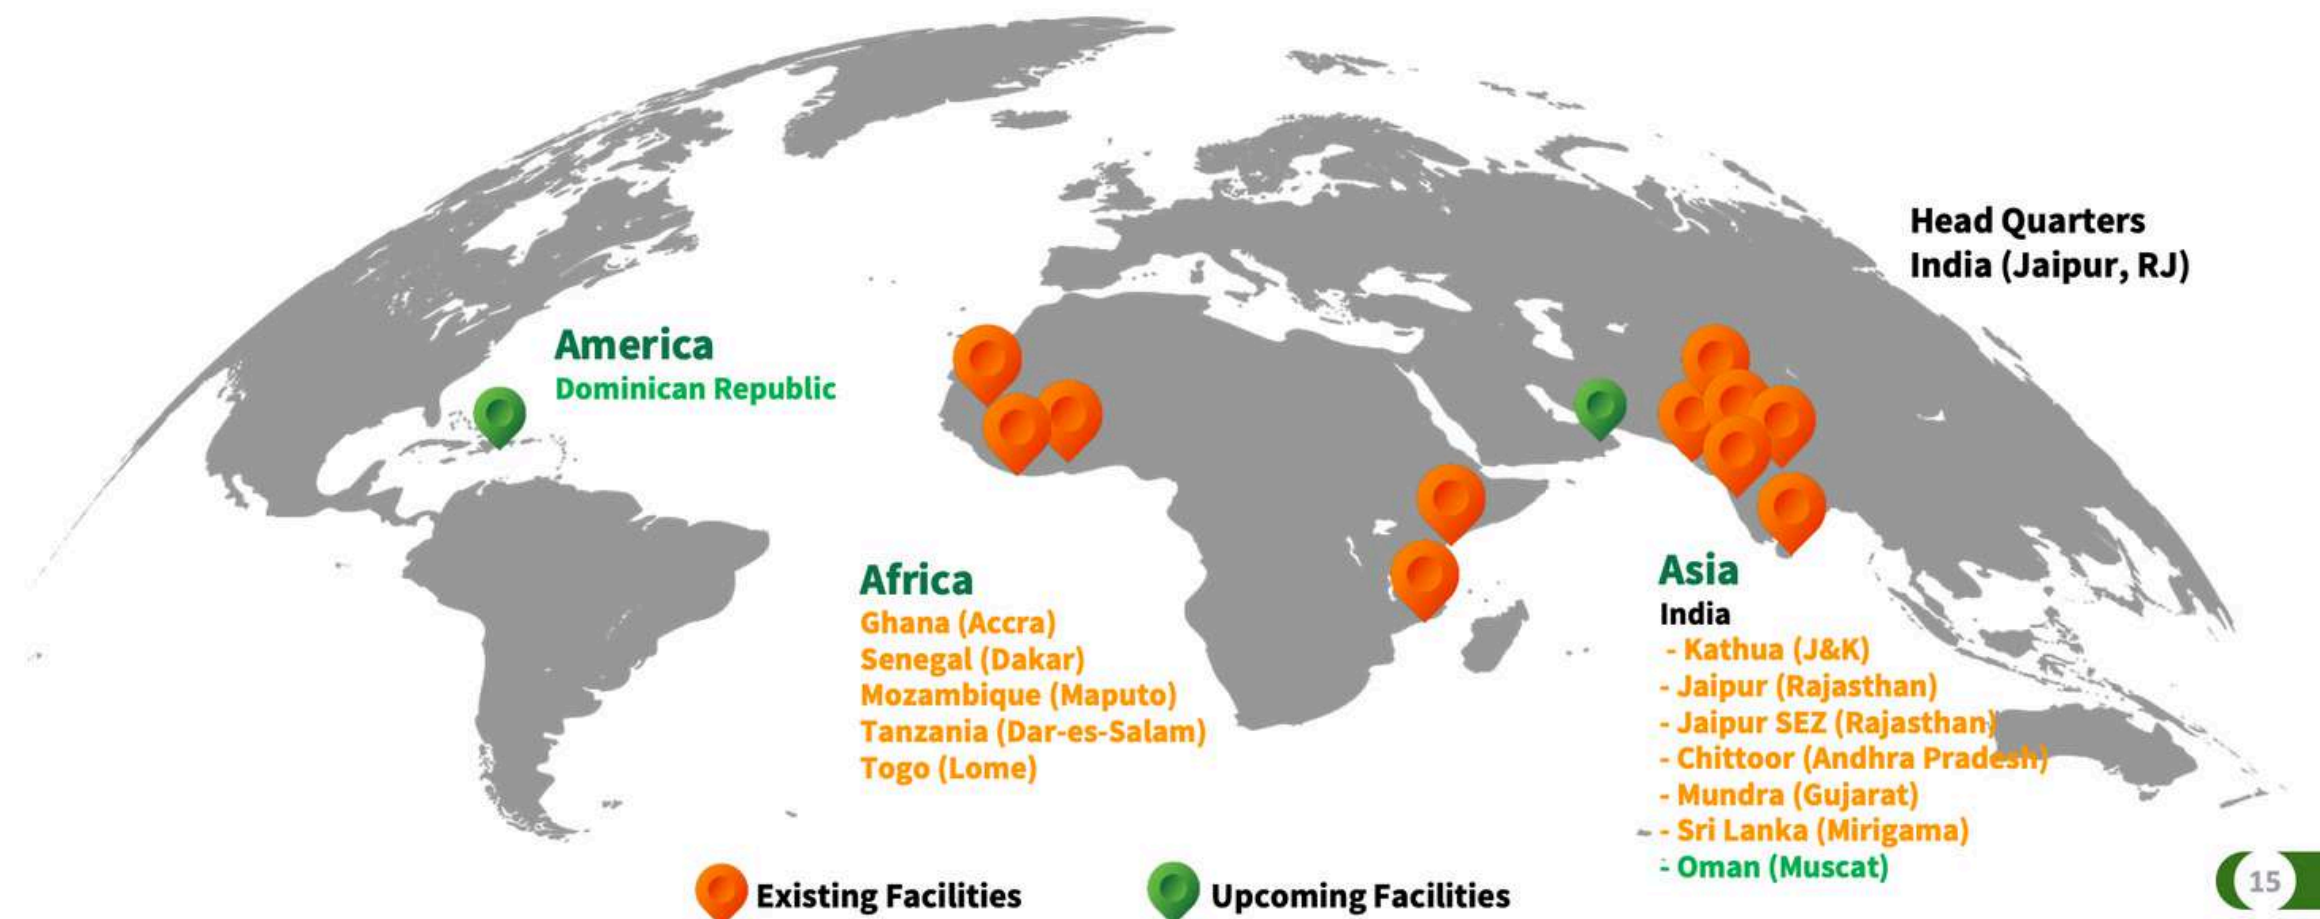 Head Quarters
India (Jaipur, RJ)
America
Dominican Republic
Africa
Ghana (Accra)
Senegal (Dakar)
Mozambique (Maputo)
Tanzania (Dar-es-Salam)
Togo (Lome)
Asia
India
- Kathua (J&K)
- Jaipur (Rajasthan)
- Jaipur SEZ (Rajasthan)
- Chittoor (Andhra Pradesh)
- Mundra (Gujarat)
- Sri Lanka (Mirigama)
- Oman (Muscat)
Existing Facilities
Upcoming Facilities
15